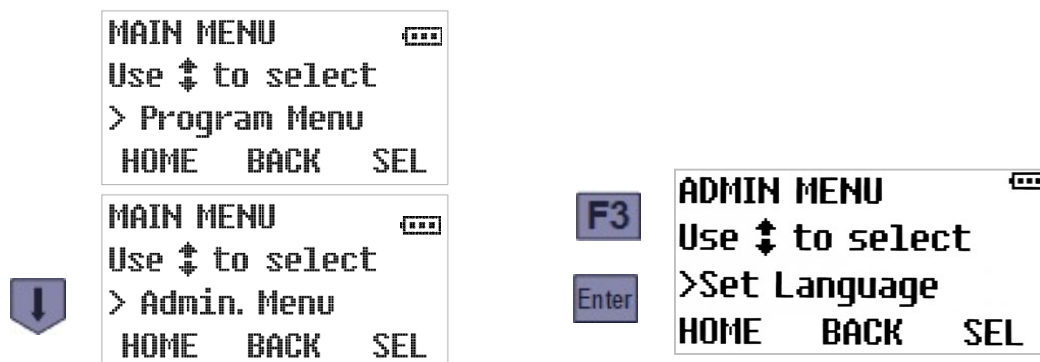 MAIN MENU
Use ↕ to select
> Program Menu
HOME BACK SEL
MAIN MENU
Use ↕ to select
> Admin. Menu
HOME BACK SEL
F3
Enter
ADMIN MENU
Use ↕ to select
>Set Language
HOME BACK SEL